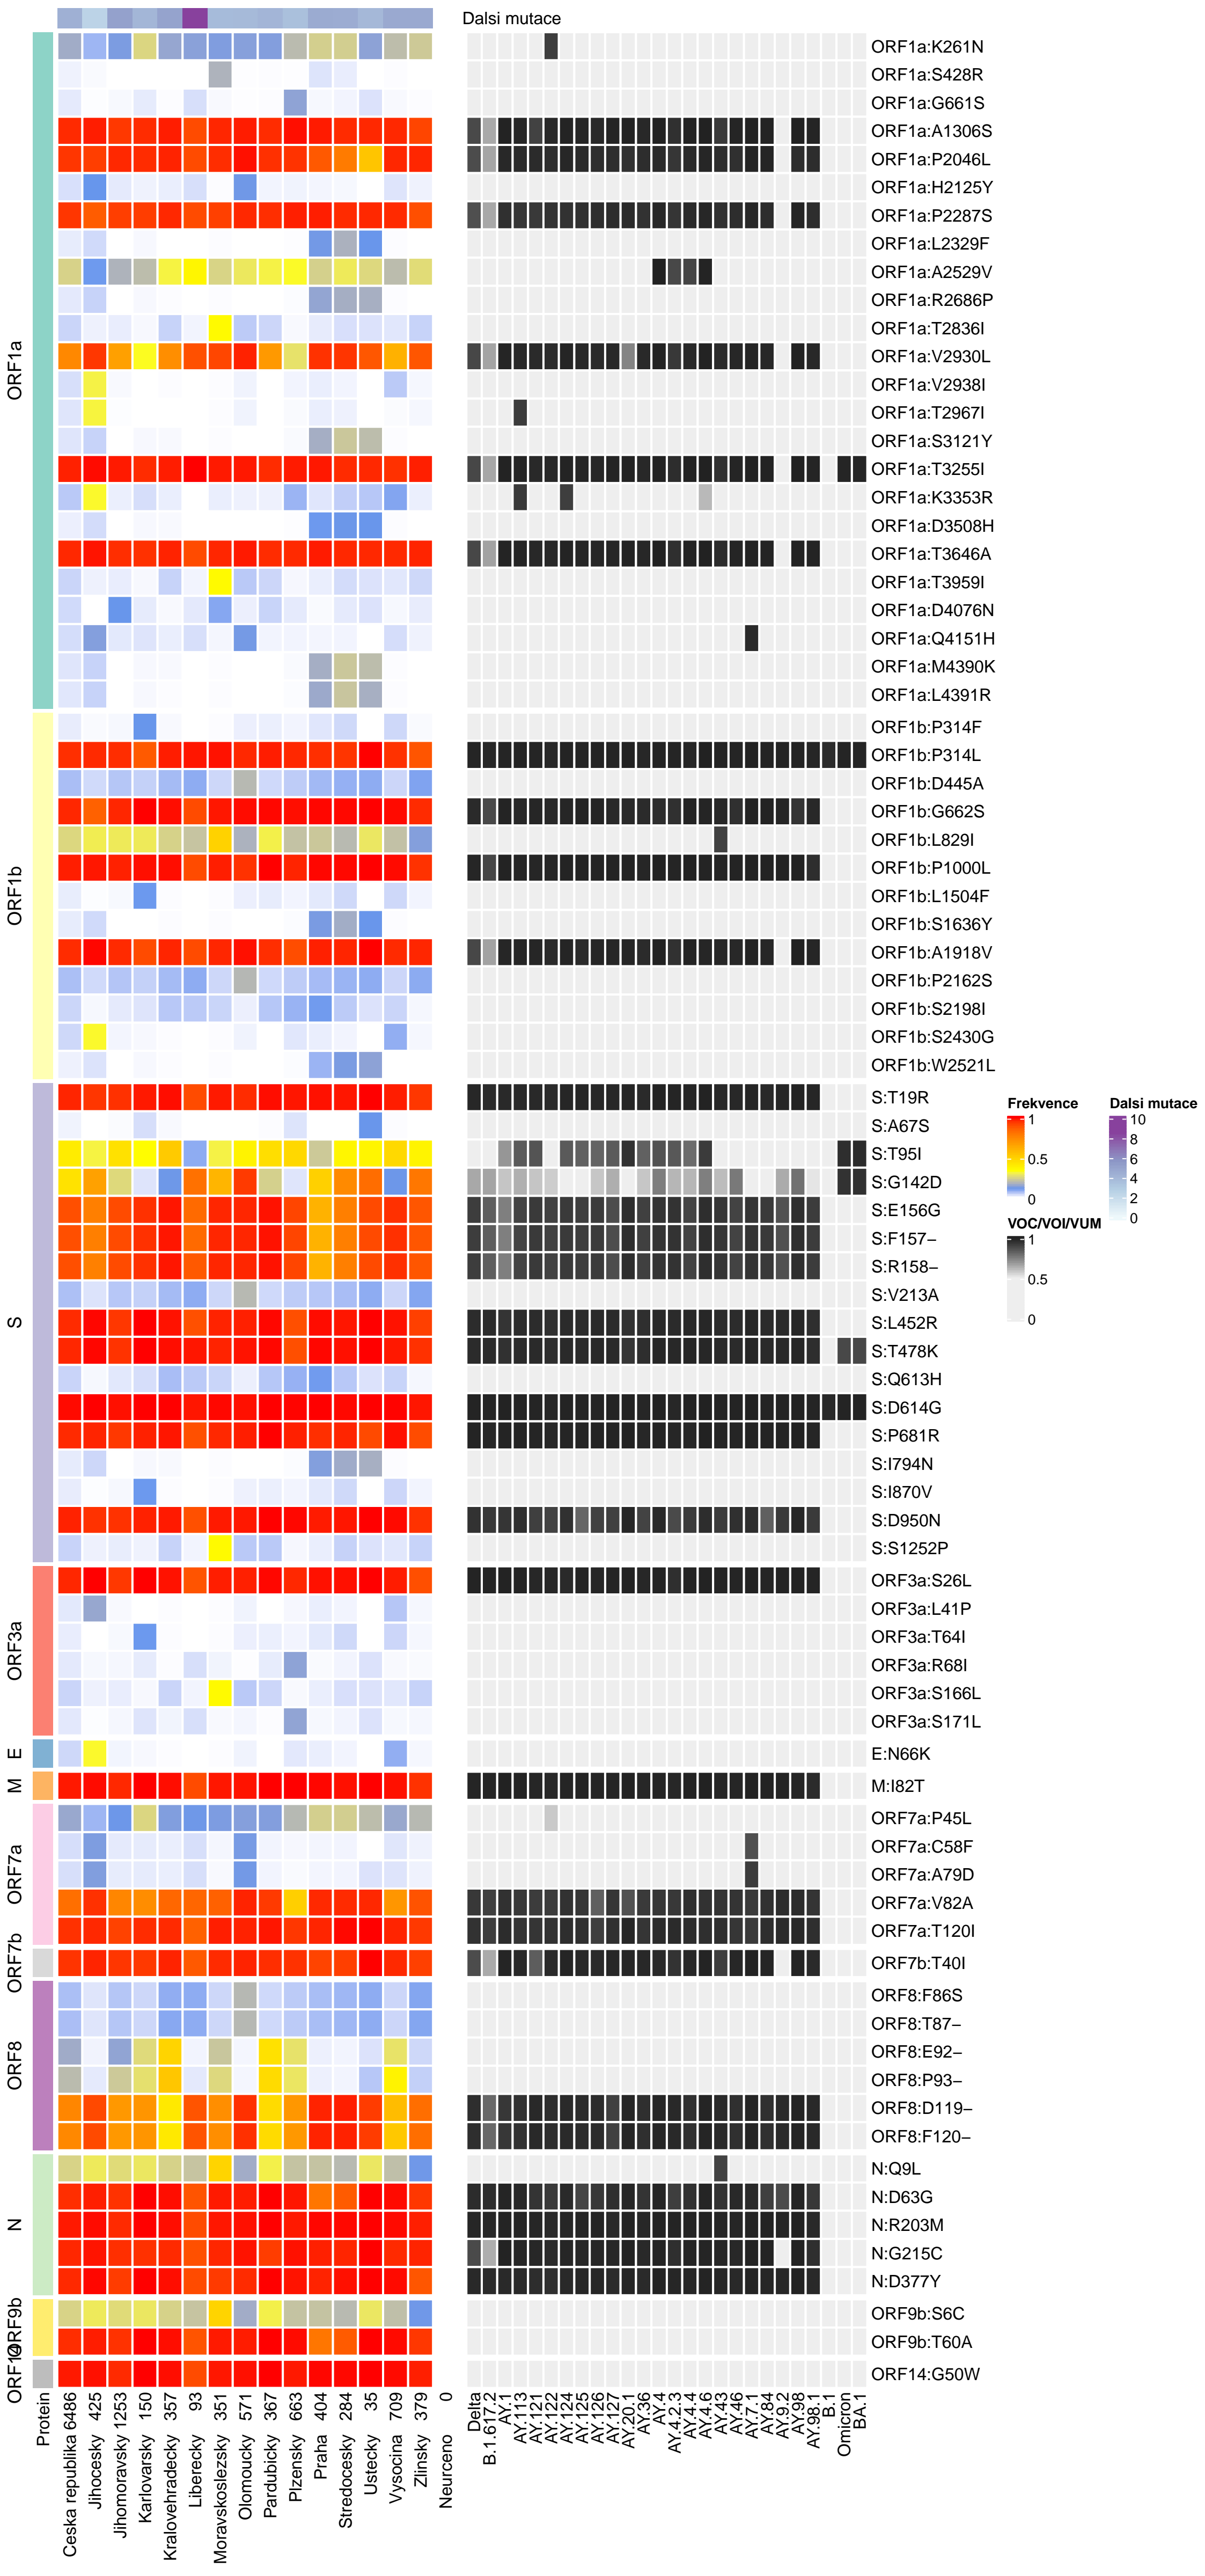 Dalsi mutace
ORF1a:K261N
ORF1a:S428R
ORF1a:G661S
ORF1a:A1306S
ORF1a:P2046L
ORF1a:H2125Y
ORF1a:P2287S
ORF1a:L2329F
ORF1a:A2529V
ORF1a:R2686P
ORF1a:T2836I
ORF1a:V2930L
ORF1a:V2938I
ORF1a:T2967I
ORF1a:S3121Y
ORF1a:T3255I
ORF1a:K3353R
ORF1a:D3508H
ORF1a:T3646A
ORF1a:T3959I
ORF1a:D4076N
ORF1a:Q4151H
ORF1a:M4390K
ORF1a:L4391R
ORF1a
ORF1b:P314F
ORF1b:P314L
ORF1b:D445A
ORF1b:G662S
ORF1b:L829I
ORF1b:P1000L
ORF1b:L1504F
ORF1b:S1636Y
ORF1b:A1918V
ORF1b:P2162S
ORF1b:S2198I
ORF1b:S2430G
ORF1b:W2521L
ORF1b
S:T19R
S:A67S
S:T95I
S:G142D
S:E156G
S:F157–
S:R158–
S:V213A
S:L452R
S:T478K
S:Q613H
S:D614G
S:P681R
S:I794N
S:I870V
S:D950N
S:S1252P
S
Frekvence
1
0.5
0
Dalsi mutace
10
8
6
4
2
0
VOC/VOI/VUM
1
0.5
0
ORF3a:S26L
ORF3a:L41P
ORF3a:T64I
ORF3a:R68I
ORF3a:S166L
ORF3a:S171L
ORF3a
E:N66K
E
M:I82T
M
ORF7a:P45L
ORF7a:C58F
ORF7a:A79D
ORF7a:V82A
ORF7a:T120I
ORF7a
ORF7b:T40I
ORF7b
ORF8:F86S
ORF8:T87–
ORF8:E92–
ORF8:P93–
ORF8:D119–
ORF8:F120–
ORF8
N:Q9L
N:D63G
N:R203M
N:G215C
N:D377Y
N
ORF9b:S6C
ORF9b:T60A
ORF9b
ORF14:G50W
ORF14
Protein
Ceska republika 6486
Jihocesky 425
Jihomoravsky 1253
Karlovarsky 150
Kralovehradecky 357
Liberecky 93
Moravskoslezsky 351
Olomoucky 571
Pardubicky 367
Plzensky 663
Praha 404
Stredocesky 284
Ustecky 35
Vysocina 709
Zlinsky 379
Neurceno 0
Delta
B.1.617.2
AY.1
AY.113
AY.121
AY.122
AY.124
AY.125
AY.126
AY.127
AY.20.1
AY.36
AY.4
AY.4.2.3
AY.4.4
AY.4.6
AY.43
AY.46
AY.7.1
AY.84
AY.9.2
AY.98
AY.98.1
B.1
Omicron
BA.1